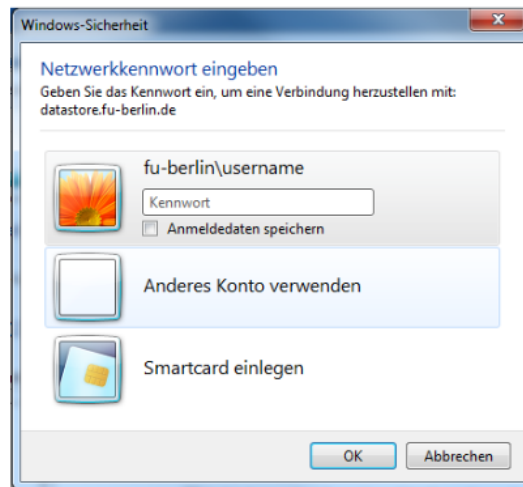 Windows-Sicherheit
Netzwerkkennwort eingeben
Geben Sie das Kennwort ein, um eine Verbindung herzustellen mit:
datastore.fu-berlin.de
fu-berlin\username
Kennwort
Anmeldedaten speichern
Anderes Konto verwenden
Smartcard einlegen
OK
Abbrechen